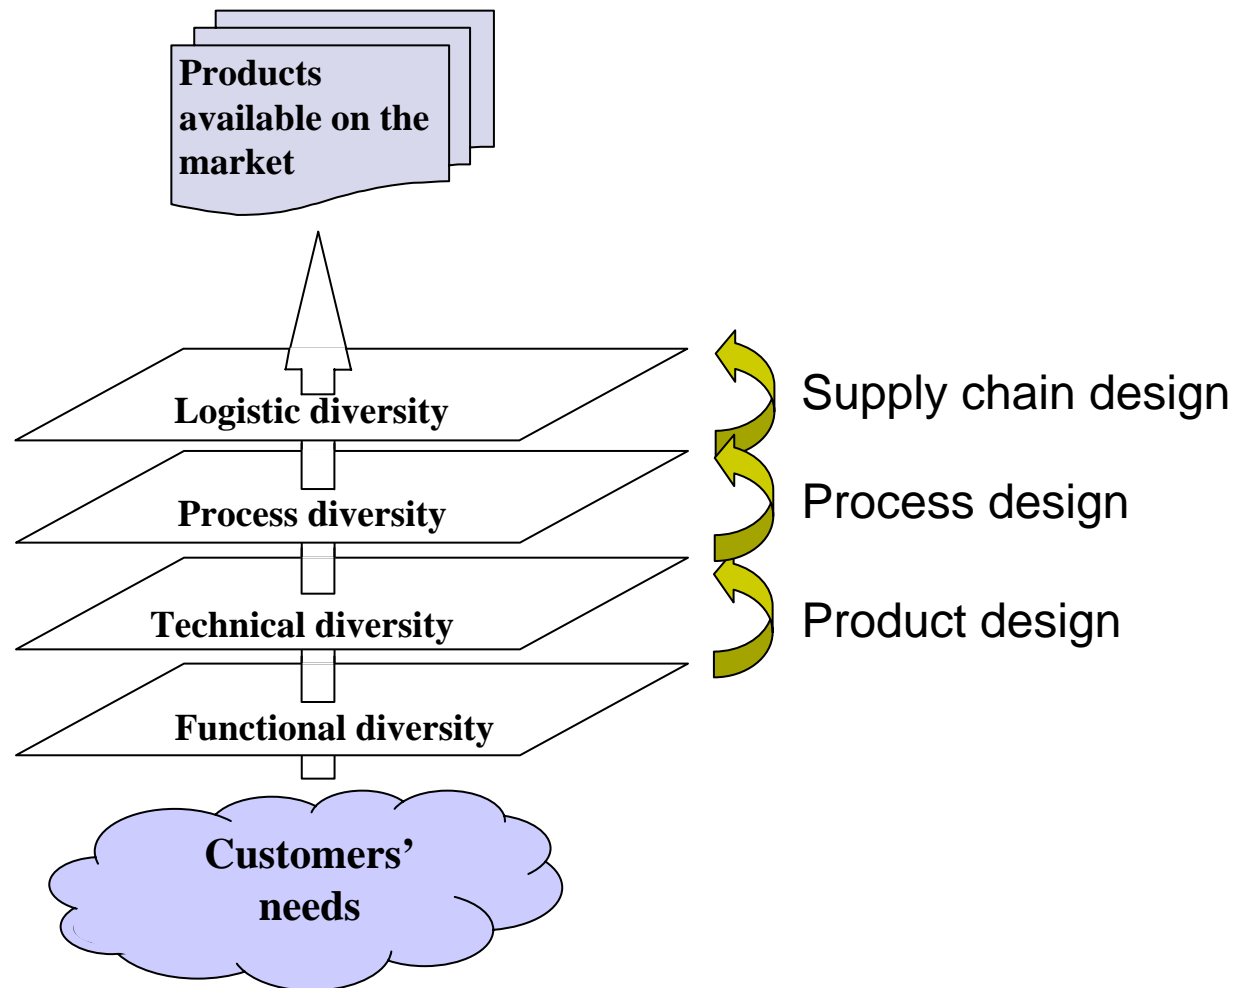 Products
available on the
market
Logistic diversity
Supply chain design
Process diversity
Process design
Technical diversity
Product design
Functional diversity
Customers’
needs